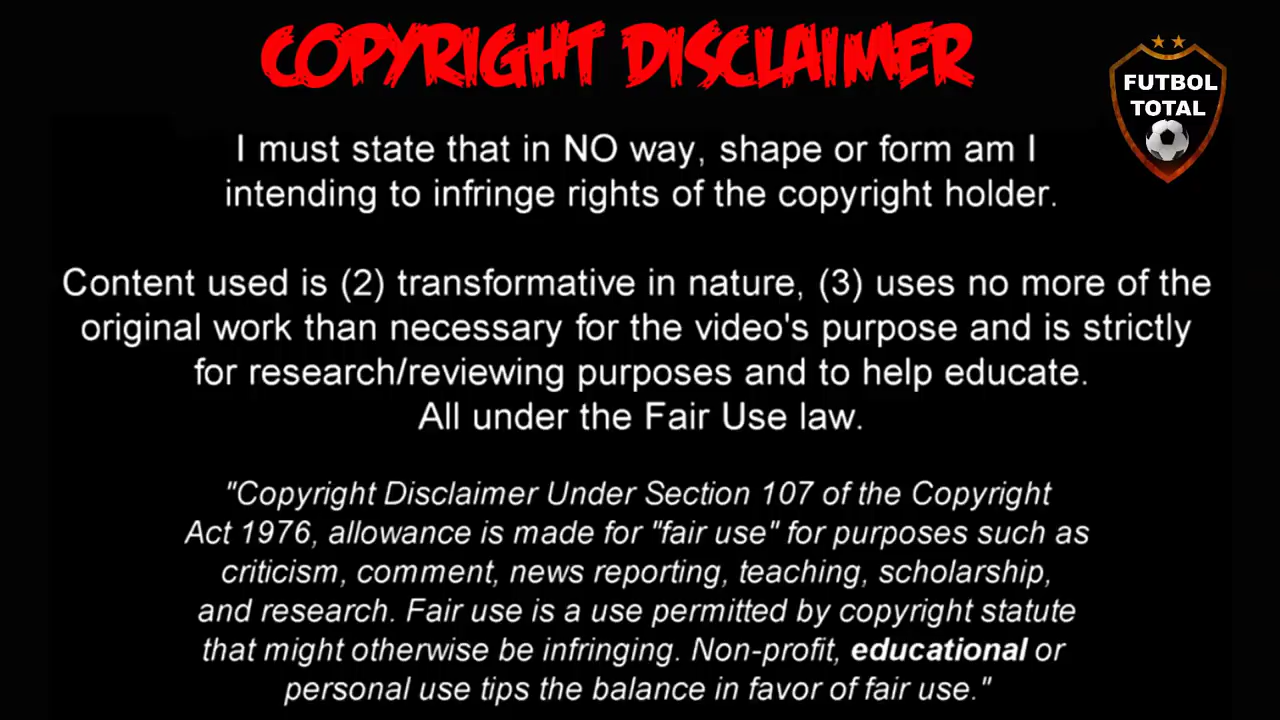 COPYRIGHT DISCLAIMER
FUTBOL
TOTAL
I must state that in NO way, shape or form am I
intending to infringe rights of the copyright holder.
Content used is (2) transformative in nature, (3) uses no more of the
original work than necessary for the video's purpose and is strictly
for research/reviewing purposes and to help educate.
All under the Fair Use law.
"Copyright Disclaimer Under Section 107 of the Copyright
Act 1976, allowance is made for "fair use" for purposes such as
criticism, comment, news reporting, teaching, scholarship,
and research. Fair use is a use permitted by copyright statute
that might otherwise be infringing. Non-profit, educational or
personal use tips the balance in favor of fair use."